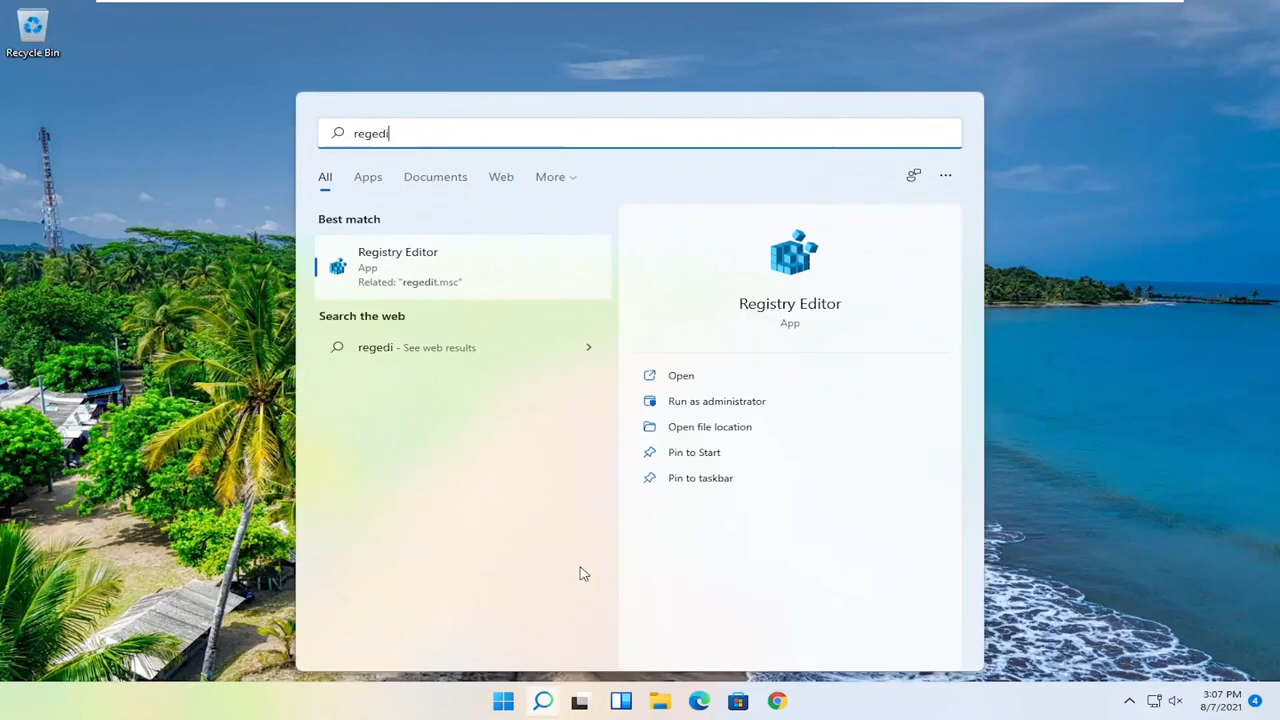 Recycle Bin
regedi
All Apps Documents Web More
Best match
Registry Editor
App
Related: "regedit.msc"
Search the web
regedi - See web results
Registry Editor
App
Open
Run as administrator
Open file location
Pin to Start
Pin to taskbar
3:07 PM
8/7/2021
4